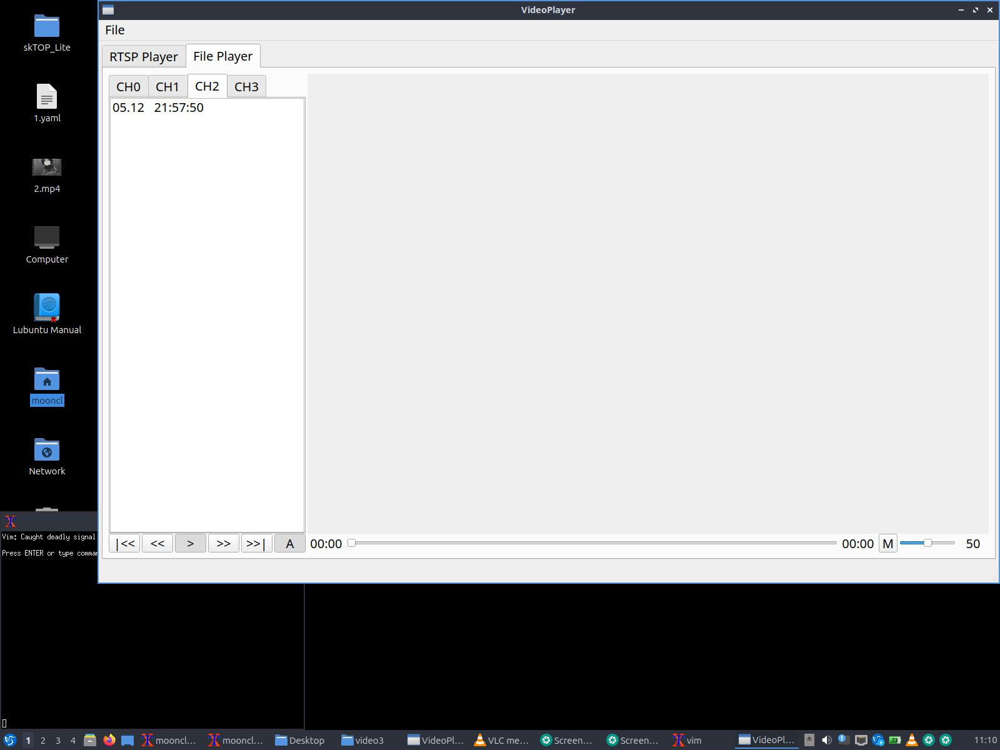 VideoPlayer
File
RTSP Player
File Player
CH0
CH1
CH2
CH3
05.12 21:57:50
|<<
<<
>
>>
>>|
A
00:00
00:00
M
50
skTOP_Lite
1.yaml
2.mp4
Computer
Lubuntu Manual
mooncl
Network
Vim: Caught deadly signal
Press ENTER or type comman
1
2
3
4
mooncl...
mooncl...
Desktop
video3
VideoPl...
VLC me...
Screen...
Screen...
vim
VideoPl...
73
11:10